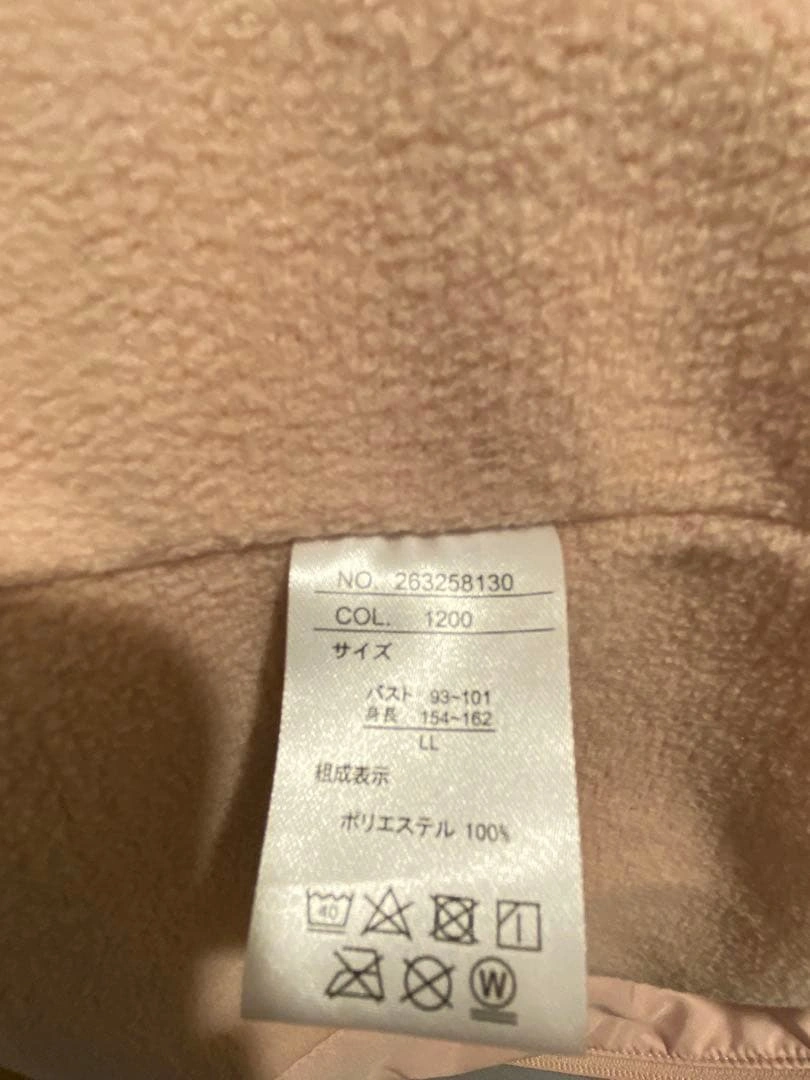 NO. 263258130
COL. 1200
サイズ
バスト 93~101
身長 154~162
LL
組成表示
ポリエステル 100%
40
W